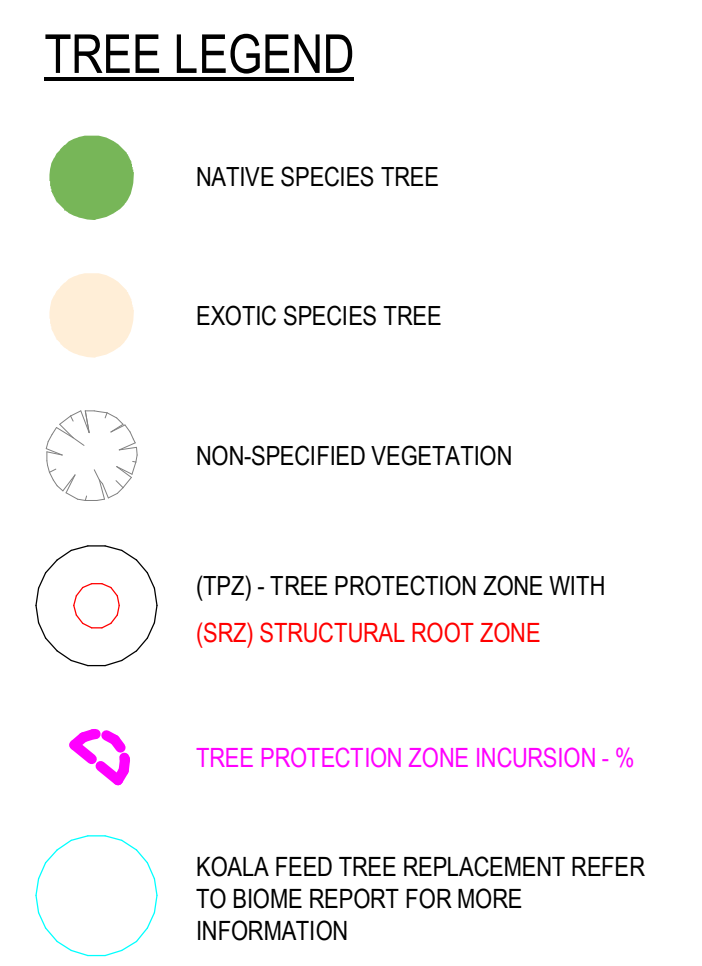 TREE LEGEND
NATIVE SPECIES TREE
EXOTIC SPECIES TREE
NON-SPECIFIED VEGETATION
(TPZ) - TREE PROTECTION ZONE WITH
(SRZ) STRUCTURAL ROOT ZONE
TREE PROTECTION ZONE INCURSION - %
KOALA FEED TREE REPLACEMENT REFER
TO BIOME REPORT FOR MORE
INFORMATION